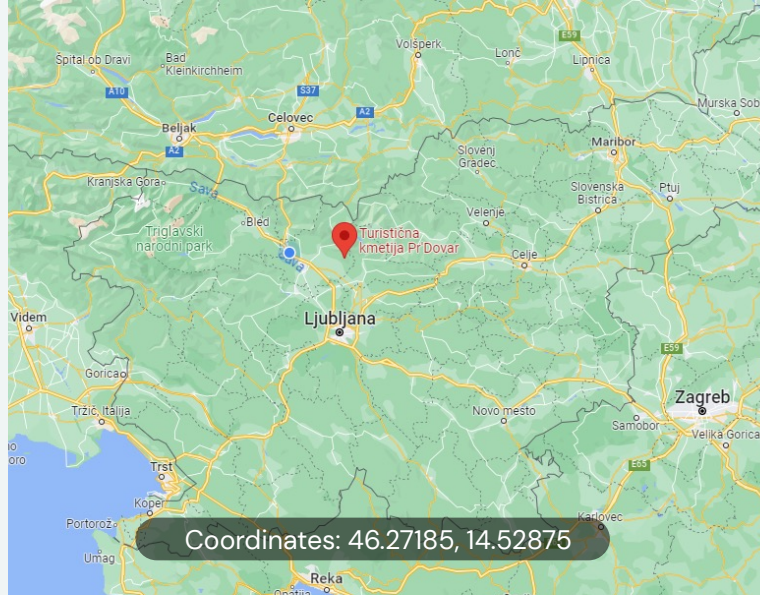 E59
Volšperk
Lonč
Lipnica
Špital ob Dravi
Bad
Kleinkirchheim
A10
S37
A2
Celovec
Murska Sob
Beljak
A2
Maribor
Slovenj
Gradec
Kranjska Gora
Sava
Slovenska
Bistrica
Ptuj
Velenje
Bled
Triglavski
narodni park
Turistična
kmetija Pr'Dovar
Celje
Sava
Videm
Ljubljana
E59
Gorica
Zagreb
Tržič, Italija
Novo mesto
Samobor
Velika Gorica
Trst
E65
Koper
Karlovec
Portorož
Coordinates: 46.27185, 14.52875
Umag
Reka
Opatija